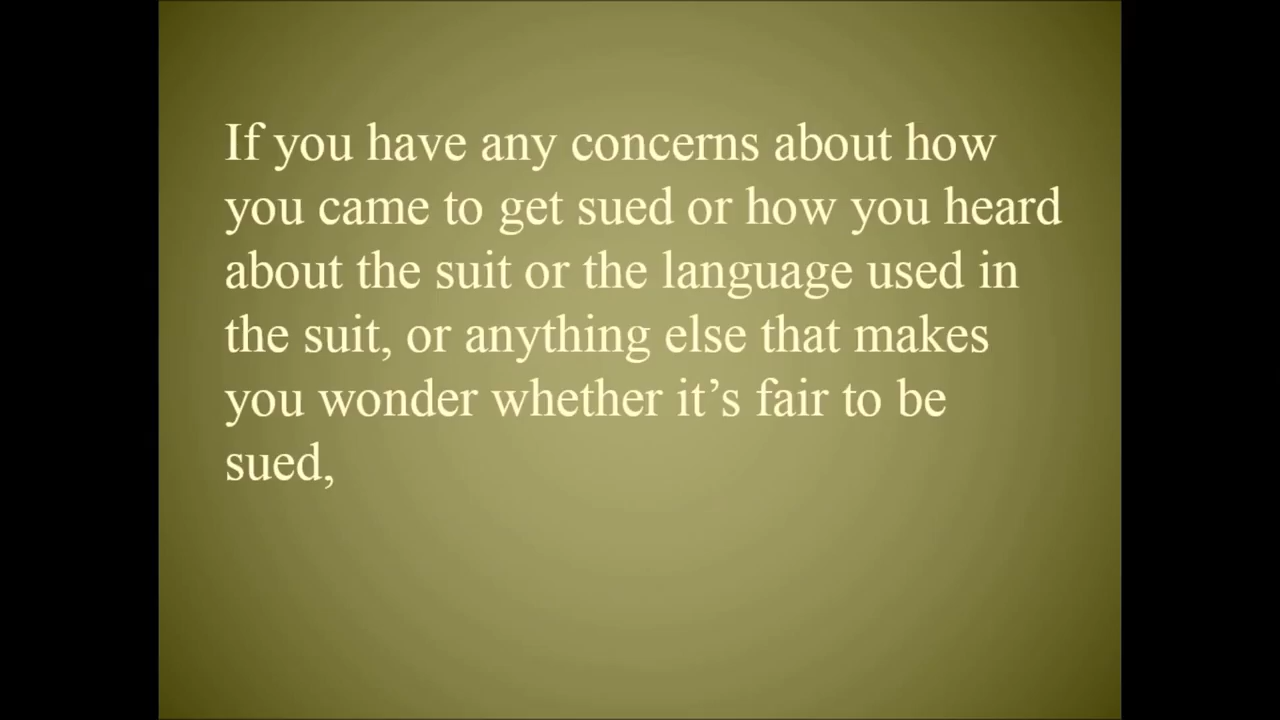 If you have any concerns about how
you came to get sued or how you heard
about the suit or the language used in
the suit, or anything else that makes
you wonder whether it’s fair to be
sued,